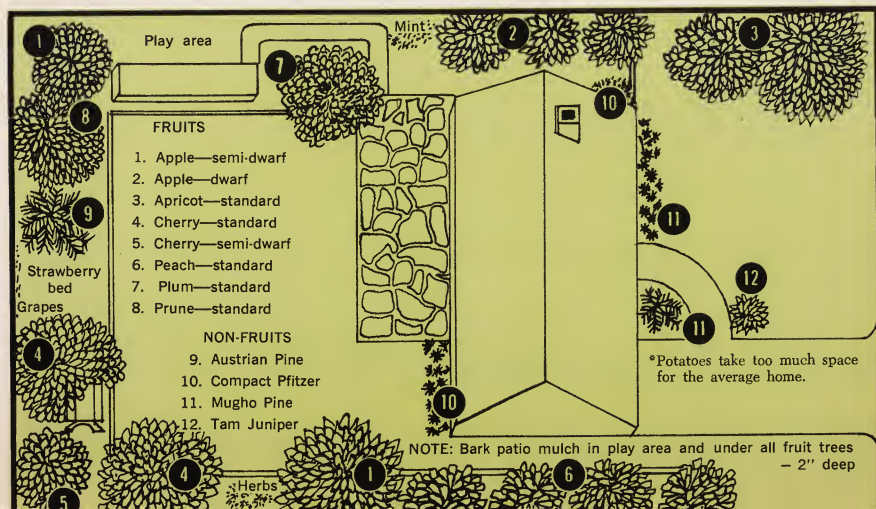 1
Play area
Mint
2
3
7
10
8
FRUITS
1. Apple—semi-dwarf
2. Apple—dwarf
3. Apricot—standard
4. Cherry—standard
5. Cherry—semi-dwarf
6. Peach—standard
7. Plum—standard
8. Prune—standard
9
11
Strawberry
bed
Grapes
12
NON-FRUITS
9. Austrian Pine
10. Compact Pfitzer
11. Mugho Pine
12. Tam Juniper
11
4
*Potatoes take too much space
for the average home.
10
NOTE: Bark patio mulch in play area and under all fruit trees
— 2" deep
4
1
6
Herbs
5